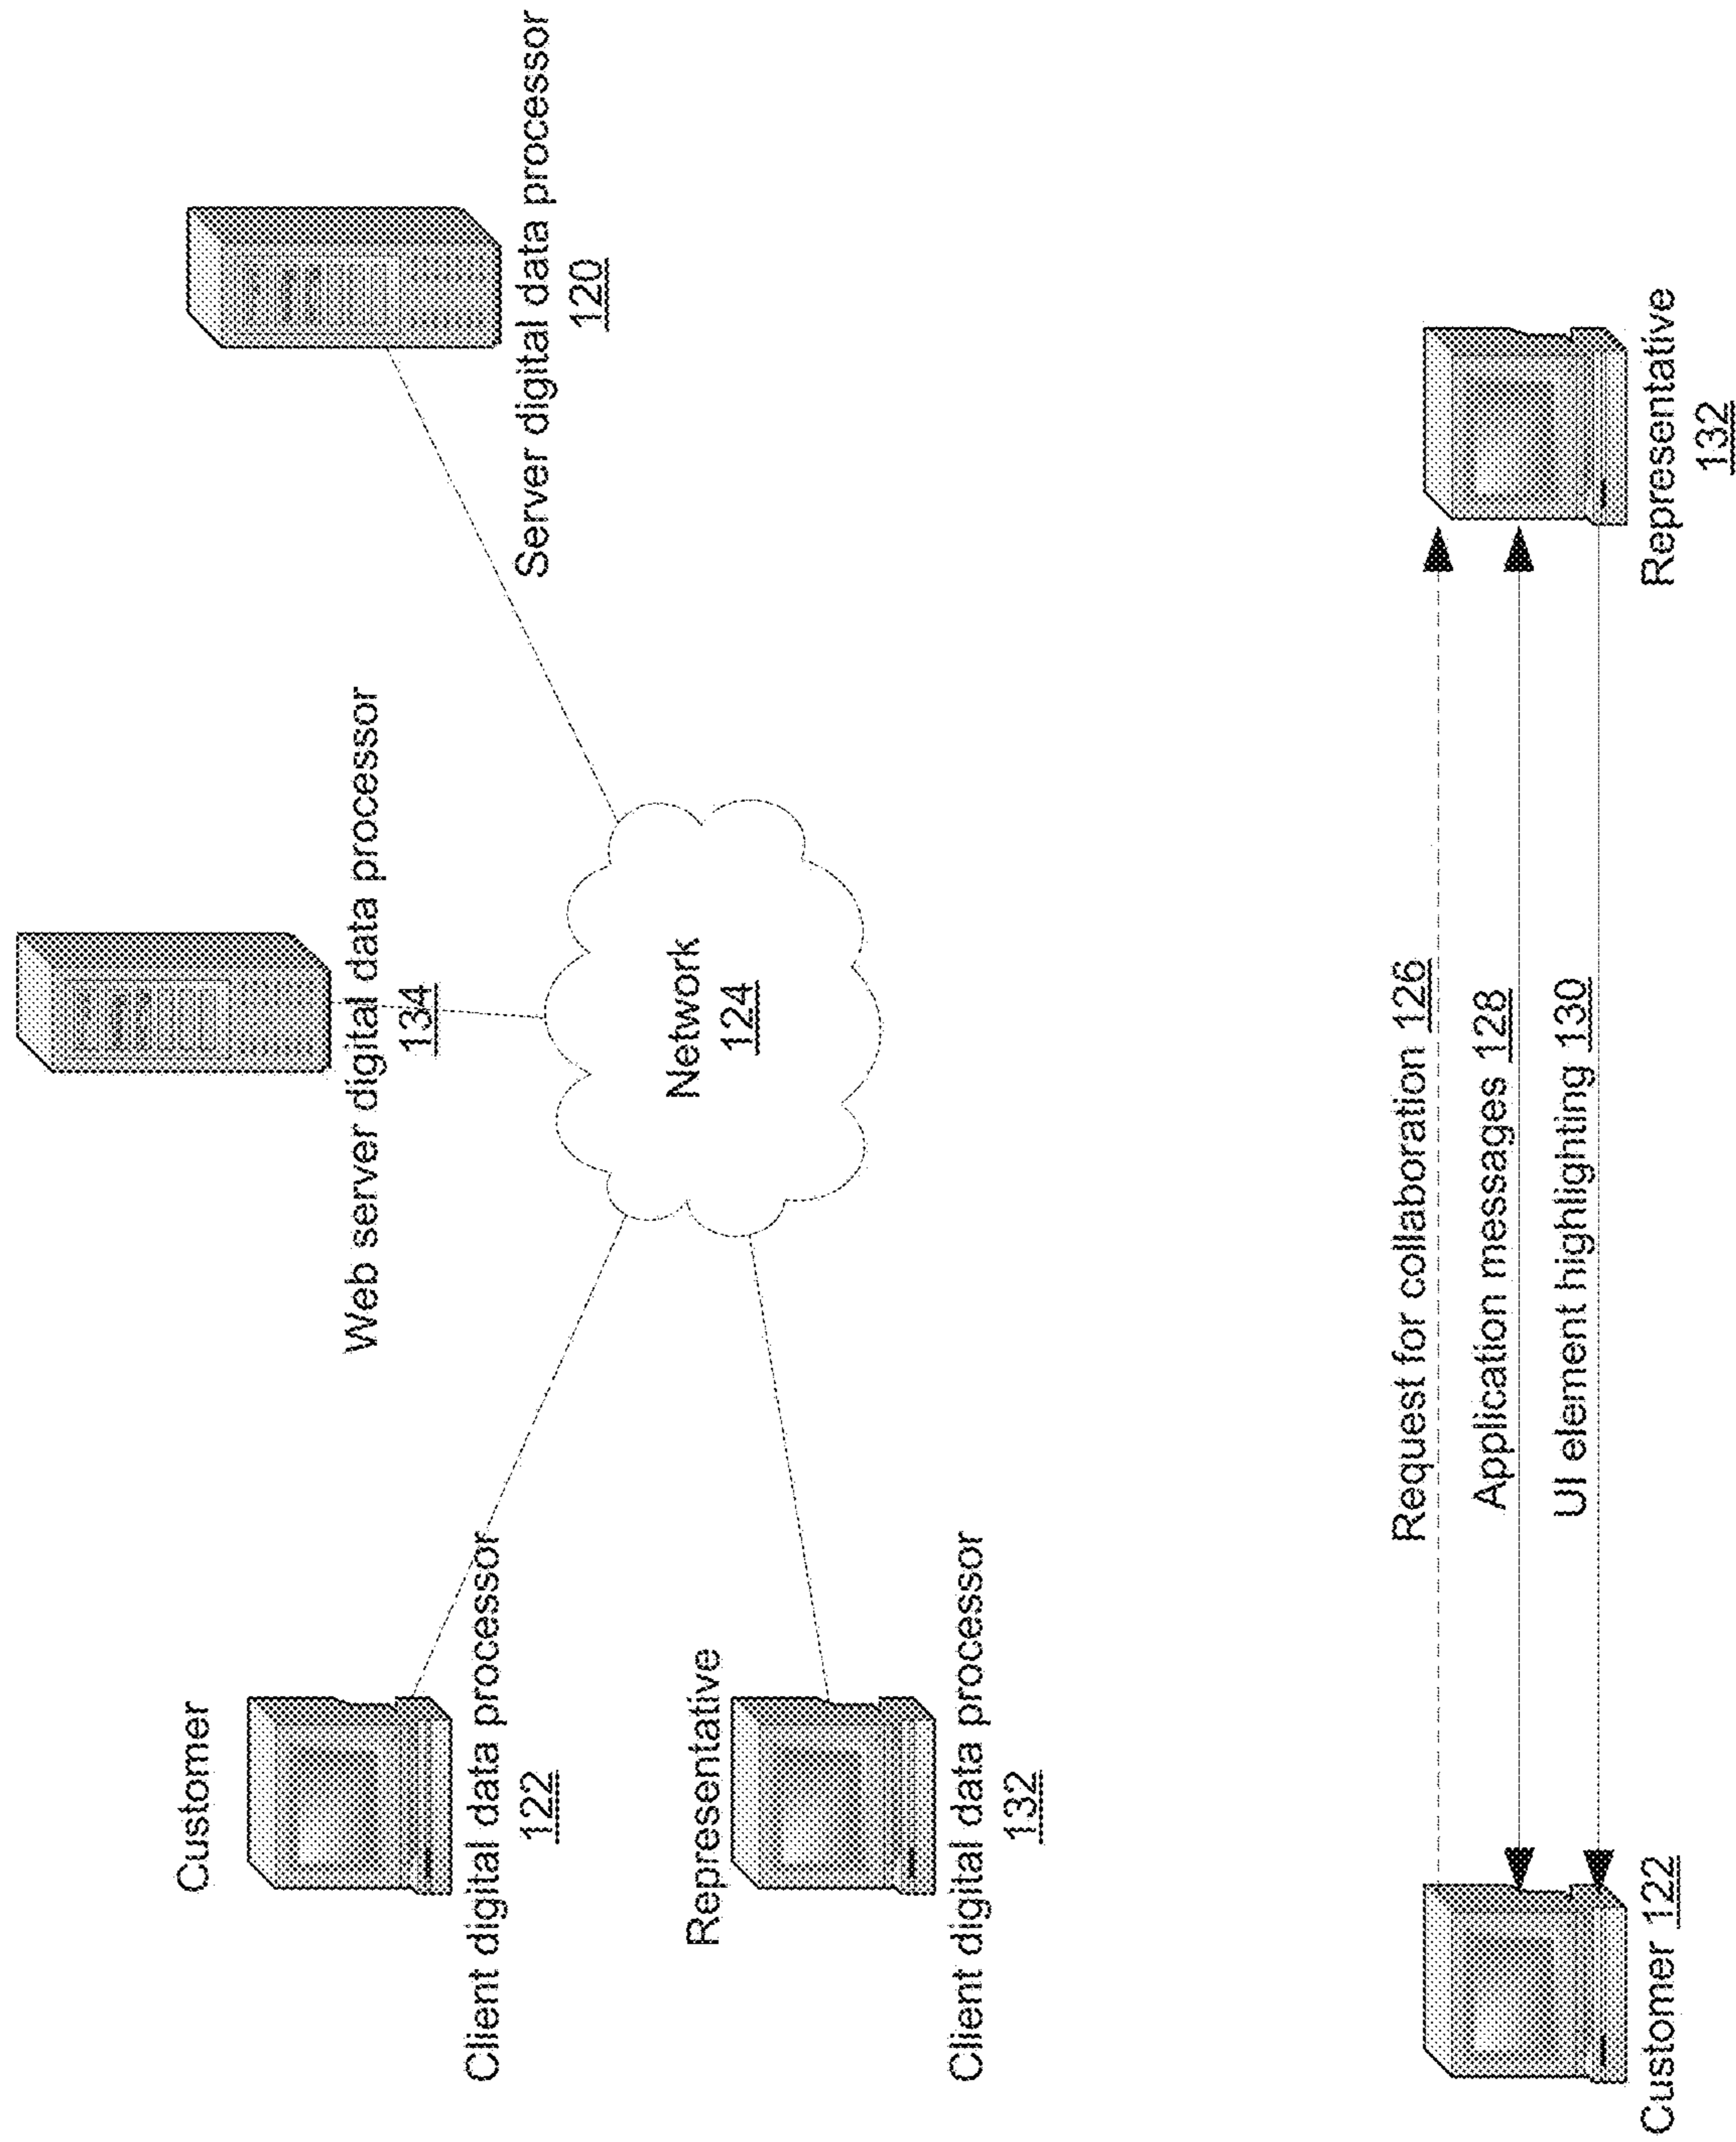 Web server digital data processor
134
Customer
Client digital data processor
122
Server digital data processor
120
Network
124
Representative
Client digital data processor
132
Request for collaboration 126
Application messages 128
UI element highlighting 130
Customer 122
Representative
132